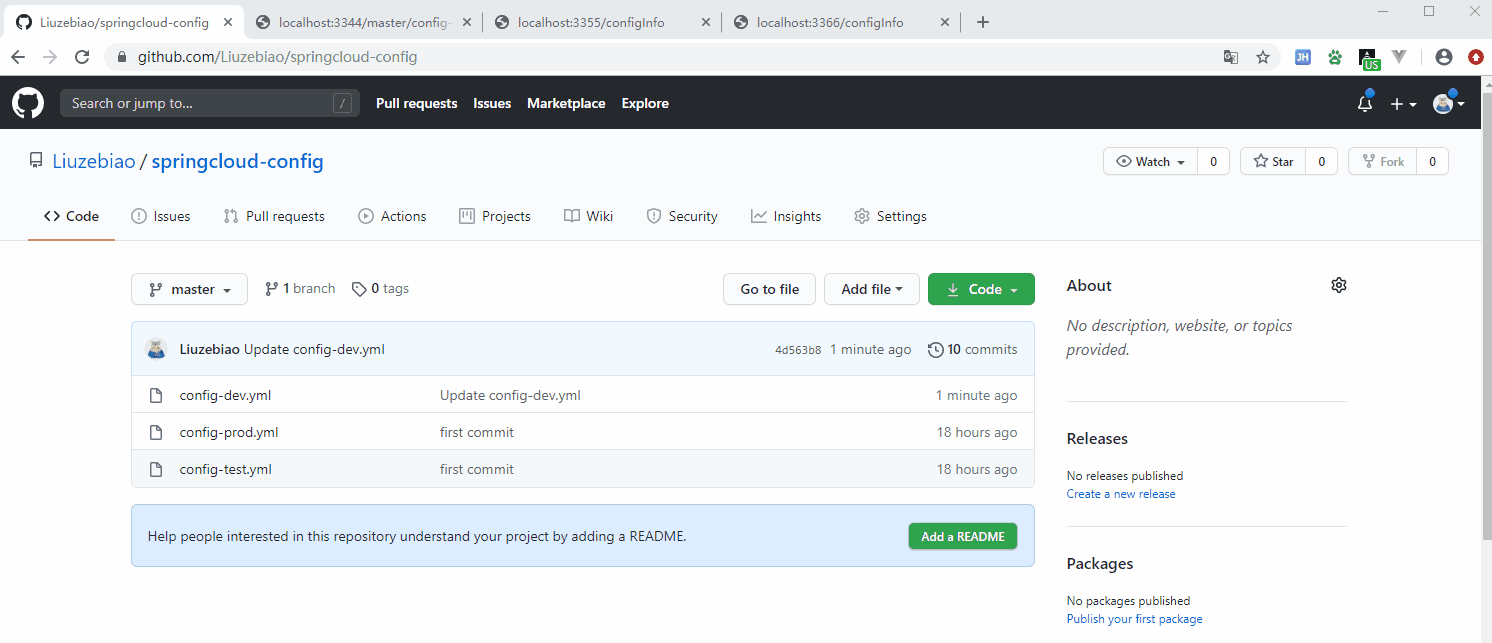 Liuzebiao/springcloud-config
localhost:3344/master/config-
localhost:3355/configInfo
localhost:3366/configInfo
github.com/Liuzebiao/springcloud-config
JH
US
Search or jump to...
/
Pull requests
Issues
Marketplace
Explore
Liuzebiao / springcloud-config
Watch 0
Star 0
Fork 0
Code
Issues
Pull requests
Actions
Projects
Wiki
Security
Insights
Settings
master
1 branch
0 tags
Go to file
Add file
Code
Liuzebiao Update config-dev.yml
4d563b8 1 minute ago
10 commits
config-dev.yml
Update config-dev.yml
1 minute ago
config-prod.yml
first commit
18 hours ago
config-test.yml
first commit
18 hours ago
Help people interested in this repository understand your project by adding a README.
Add a README
About
No description, website, or topics
provided.
Releases
No releases published
Create a new release
Packages
No packages published
Publish your first package